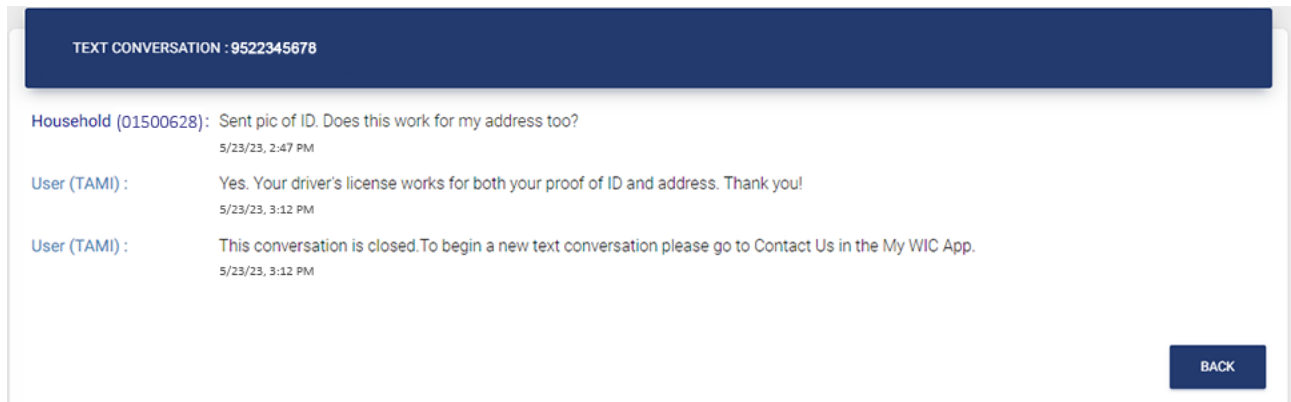 TEXT CONVERSATION : 9522345678
Household (01500628): Sent pic of ID. Does this work for my address too?
5/23/23, 2:47 PM
User (TAMI) : Yes. Your driver's license works for both your proof of ID and address. Thank you!
5/23/23, 3:12 PM
User (TAMI) : This conversation is closed.To begin a new text conversation please go to Contact Us in the My WIC App.
5/23/23, 3:12 PM
BACK